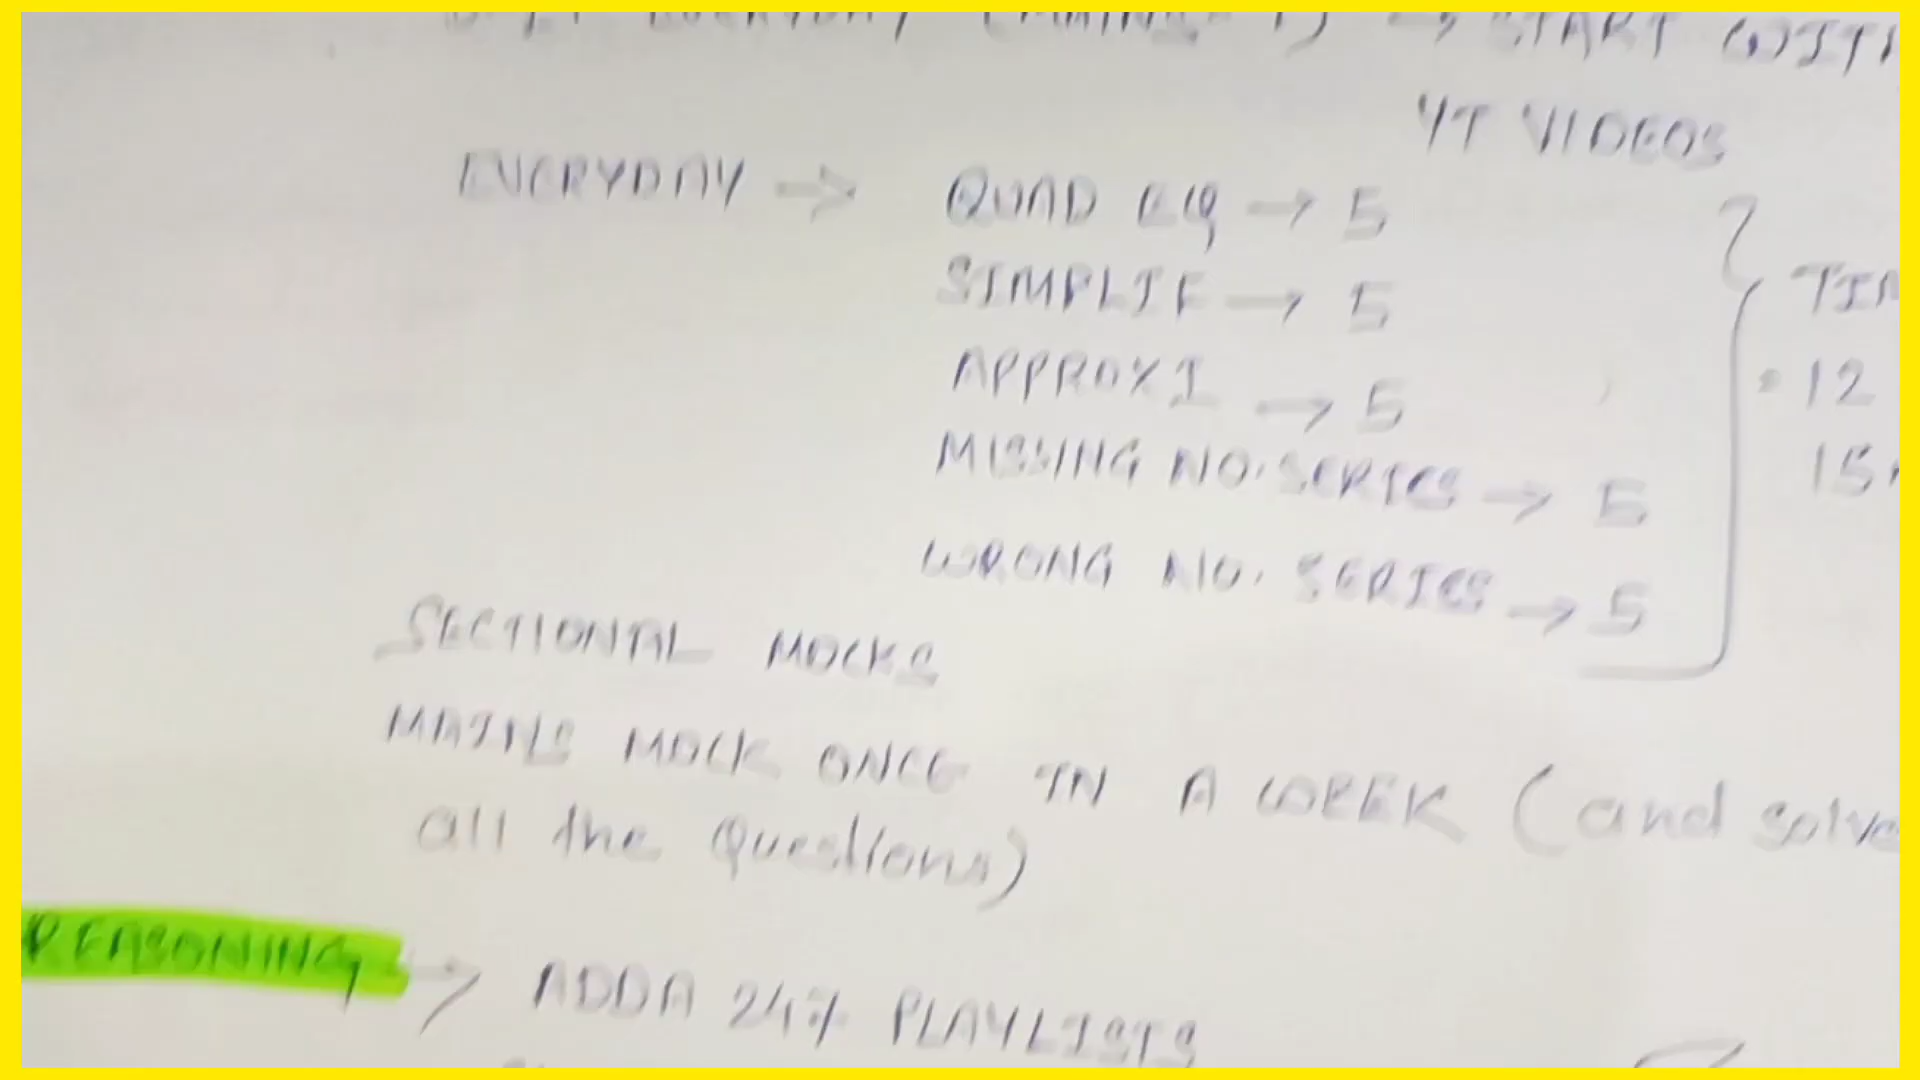 EVERYDAY (MAINS → START WITH
YT VIDEOS
EVERYDAY → QUAD EQ → 5
SIMPLIF → 5
APPROXI → 5
MISSING NO. SERIES → 5
WRONG NO. SERIES → 5
12
15
SECTIONAL MOCKS
MAINS MOCK ONCE IN A WEEK (and solve
all the Questions)
REASONING → ADDA 247 PLAYLISTS